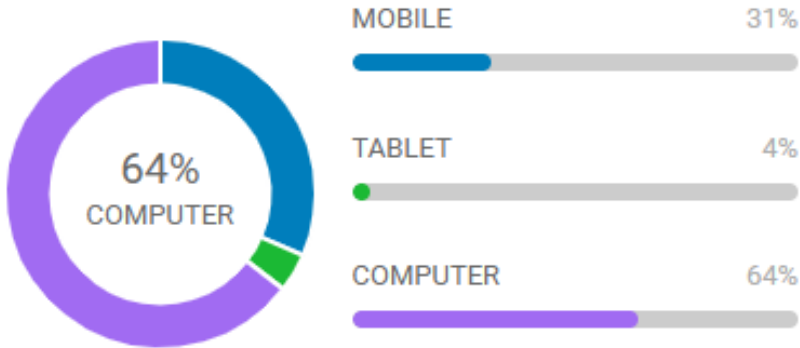 64%
COMPUTER
MOBILE 31%
TABLET 4%
COMPUTER 64%